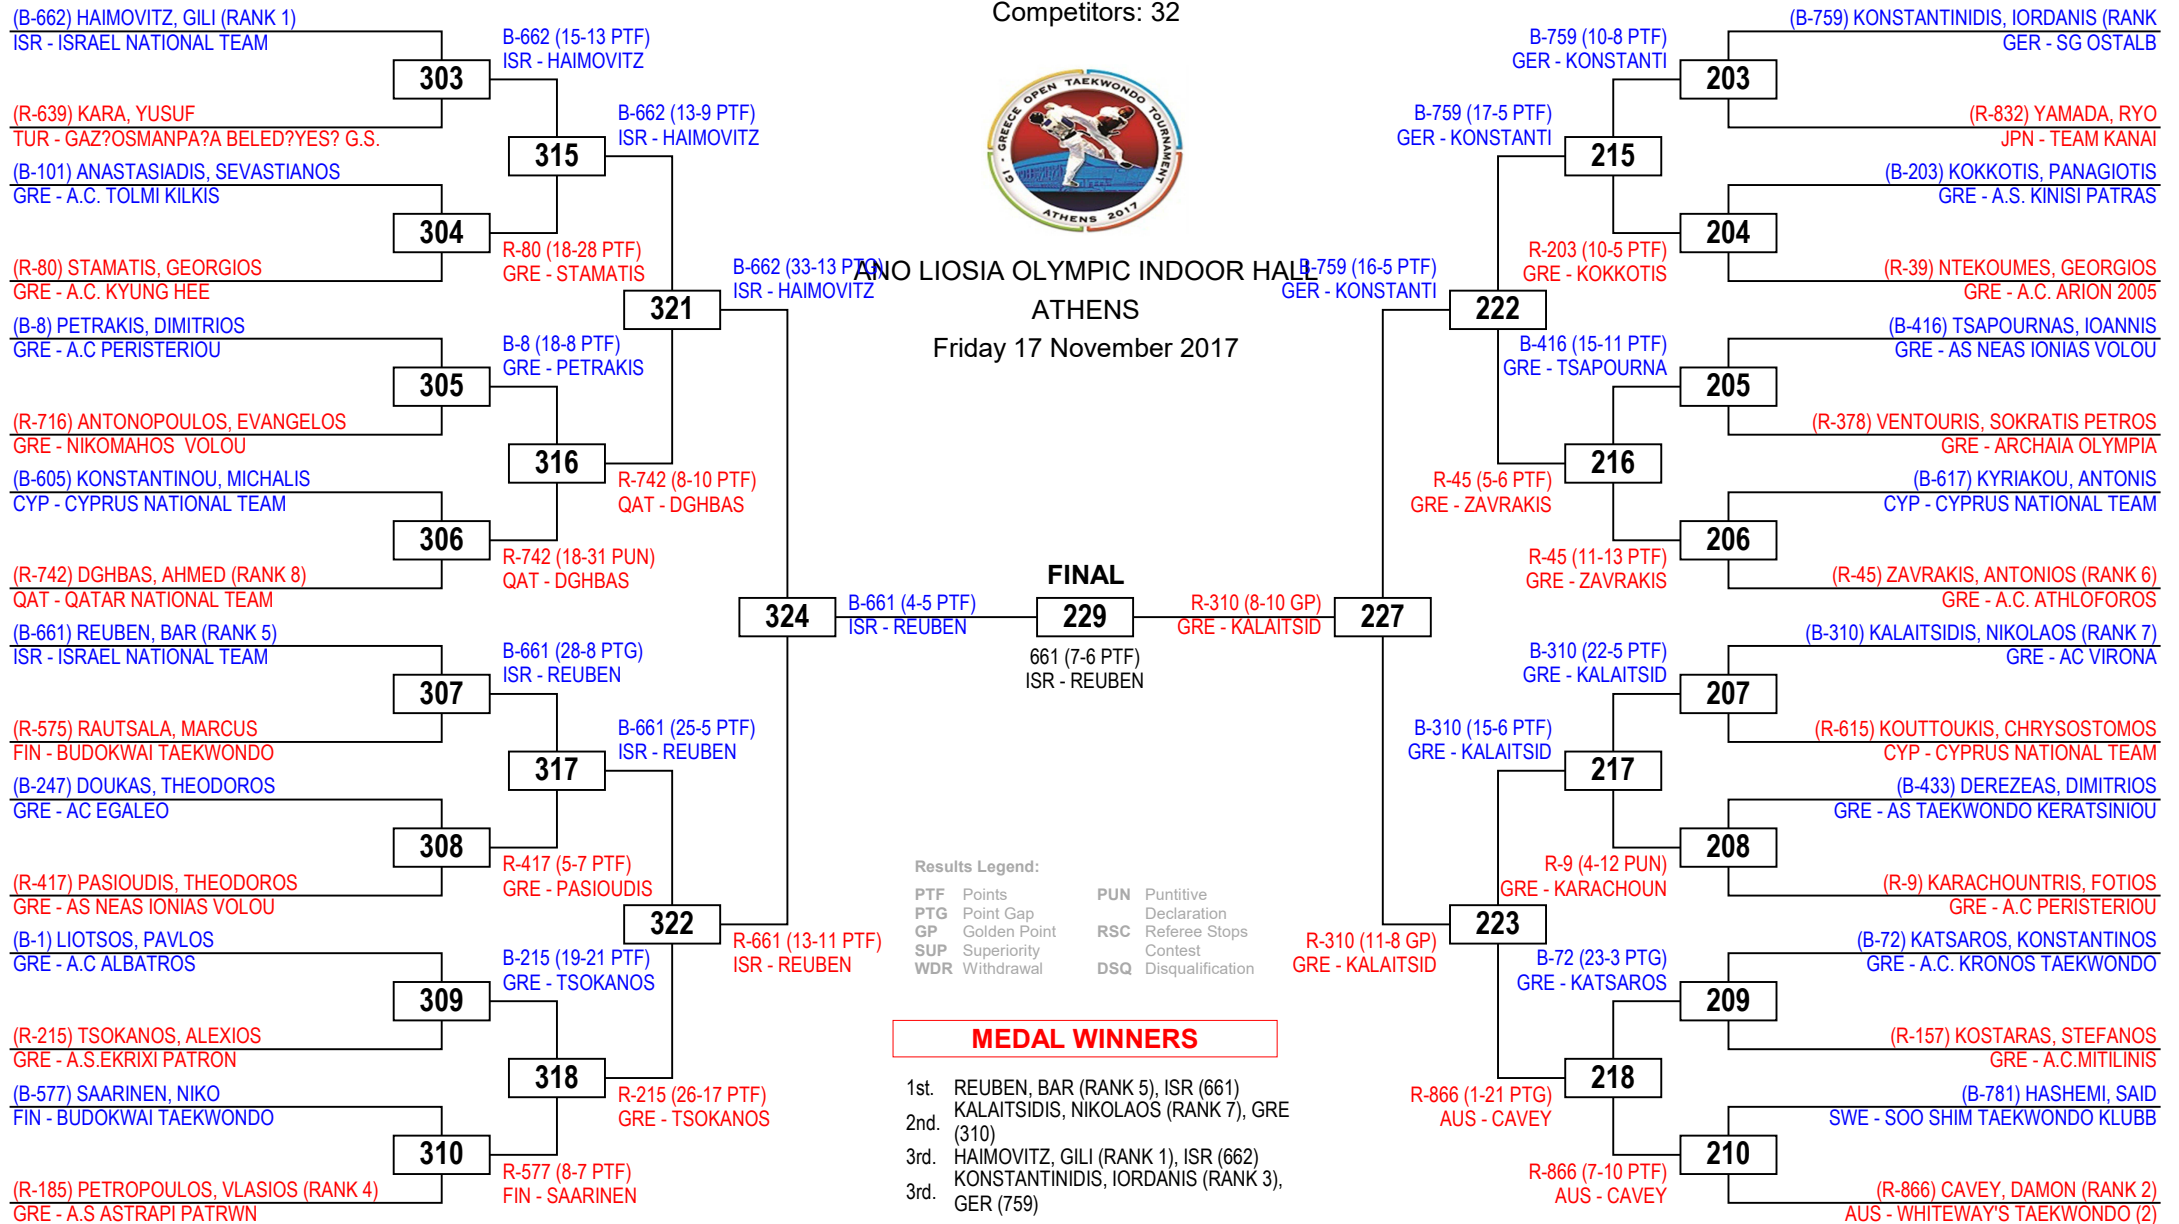 Competitors: 32
GI - GREECE OPEN TAEKWONDO TOURNAMENT
ATHENS 2017
ANO LIOSIA OLYMPIC INDOOR HALL
ATHENS
Friday 17 November 2017
(B-662) HAIMOVITZ, GILI (RANK 1)
ISR - ISRAEL NATIONAL TEAM
303
(R-639) KARA, YUSUF
TUR - GAZ?OSMANPA?A BELED?YES? G.S.
(B-101) ANASTASIADIS, SEVASTIANOS
GRE - A.C. TOLMI KILKIS
304
(R-80) STAMATIS, GEORGIOS
GRE - A.C. KYUNG HEE
(B-8) PETRAKIS, DIMITRIOS
GRE - A.C PERISTERIOU
305
(R-716) ANTONOPOULOS, EVANGELOS
GRE - NIKOMAHOS  VOLOU
(B-605) KONSTANTINOU, MICHALIS
CYP - CYPRUS NATIONAL TEAM
306
(R-742) DGHBAS, AHMED (RANK 8)
QAT - QATAR NATIONAL TEAM
(B-661) REUBEN, BAR (RANK 5)
ISR - ISRAEL NATIONAL TEAM
307
(R-575) RAUTSALA, MARCUS
FIN - BUDOKWAI TAEKWONDO
(B-247) DOUKAS, THEODOROS
GRE - AC EGALEO
308
(R-417) PASIOUDIS, THEODOROS
GRE - AS NEAS IONIAS VOLOU
(B-1) LIOTSOS, PAVLOS
GRE - A.C ALBATROS
309
(R-215) TSOKANOS, ALEXIOS
GRE - A.S.EKRIXI PATRON
(B-577) SAARINEN, NIKO
FIN - BUDOKWAI TAEKWONDO
310
(R-185) PETROPOULOS, VLASIOS (RANK 4)
GRE - A.S ASTRAPI PATRWN
B-662 (15-13 PTF)
ISR - HAIMOVITZ
315
R-80 (18-28 PTF)
GRE - STAMATIS
B-8 (18-8 PTF)
GRE - PETRAKIS
316
R-742 (18-31 PUN)
QAT - DGHBAS
B-661 (28-8 PTG)
ISR - REUBEN
317
R-417 (5-7 PTF)
GRE - PASIOUDIS
B-215 (19-21 PTF)
GRE - TSOKANOS
318
R-577 (8-7 PTF)
FIN - SAARINEN
B-662 (13-9 PTF)
ISR - HAIMOVITZ
321
R-742 (8-10 PTF)
QAT - DGHBAS
B-661 (25-5 PTF)
ISR - REUBEN
322
R-215 (26-17 PTF)
GRE - TSOKANOS
B-662 (33-13 PTG)
ISR - HAIMOVITZ
324
R-661 (13-11 PTF)
ISR - REUBEN
B-661 (4-5 PTF)
ISR - REUBEN
FINAL
229
661 (7-6 PTF)
ISR - REUBEN
R-310 (8-10 GP)
GRE - KALAITSID
B-759 (16-5 PTF)
GER - KONSTANTI
227
R-310 (11-8 GP)
GRE - KALAITSID
B-759 (17-5 PTF)
GER - KONSTANTI
222
R-45 (5-6 PTF)
GRE - ZAVRAKIS
B-310 (15-6 PTF)
GRE - KALAITSID
223
R-866 (1-21 PTG)
AUS - CAVEY
B-759 (10-8 PTF)
GER - KONSTANTI
215
R-203 (10-5 PTF)
GRE - KOKKOTIS
B-416 (15-11 PTF)
GRE - TSAPOURNA
216
R-45 (11-13 PTF)
GRE - ZAVRAKIS
B-310 (22-5 PTF)
GRE - KALAITSID
217
R-9 (4-12 PUN)
GRE - KARACHOUN
B-72 (23-3 PTG)
GRE - KATSAROS
218
R-866 (7-10 PTF)
AUS - CAVEY
(B-759) KONSTANTINIDIS, IORDANIS (RANK
GER - SG OSTALB
203
(R-832) YAMADA, RYO
JPN - TEAM KANAI
(B-203) KOKKOTIS, PANAGIOTIS
GRE - A.S. KINISI PATRAS
204
(R-39) NTEKOUMES, GEORGIOS
GRE - A.C. ARION 2005
(B-416) TSAPOURNAS, IOANNIS
GRE - AS NEAS IONIAS VOLOU
205
(R-378) VENTOURIS, SOKRATIS PETROS
GRE - ARCHAIA OLYMPIA
(B-617) KYRIAKOU, ANTONIS
CYP - CYPRUS NATIONAL TEAM
206
(R-45) ZAVRAKIS, ANTONIOS (RANK 6)
GRE - A.C. ATHLOFOROS
(B-310) KALAITSIDIS, NIKOLAOS (RANK 7)
GRE - AC VIRONA
207
(R-615) KOUTTOUKIS, CHRYSOSTOMOS
CYP - CYPRUS NATIONAL TEAM
(B-433) DEREZEAS, DIMITRIOS
GRE - AS TAEKWONDO KERATSINIOU
208
(R-9) KARACHOUNTRIS, FOTIOS
GRE - A.C PERISTERIOU
(B-72) KATSAROS, KONSTANTINOS
GRE - A.C. KRONOS TAEKWONDO
209
(R-157) KOSTARAS, STEFANOS
GRE - A.C.MITILINIS
(B-781) HASHEMI, SAID
SWE - SOO SHIM TAEKWONDO KLUBB
210
(R-866) CAVEY, DAMON (RANK 2)
AUS - WHITEWAY'S TAEKWONDO (2)
Results Legend:
PTF Points PUN Puntitive
PTG Point Gap Declaration
GP Golden Point RSC Referee Stops
SUP Superiority Contest
WDR Withdrawal DSQ Disqualification
MEDAL WINNERS
1st. REUBEN, BAR (RANK 5), ISR (661)
2nd. KALAITSIDIS, NIKOLAOS (RANK 7), GRE
(310)
3rd. HAIMOVITZ, GILI (RANK 1), ISR (662)
3rd. KONSTANTINIDIS, IORDANIS (RANK 3),
GER (759)